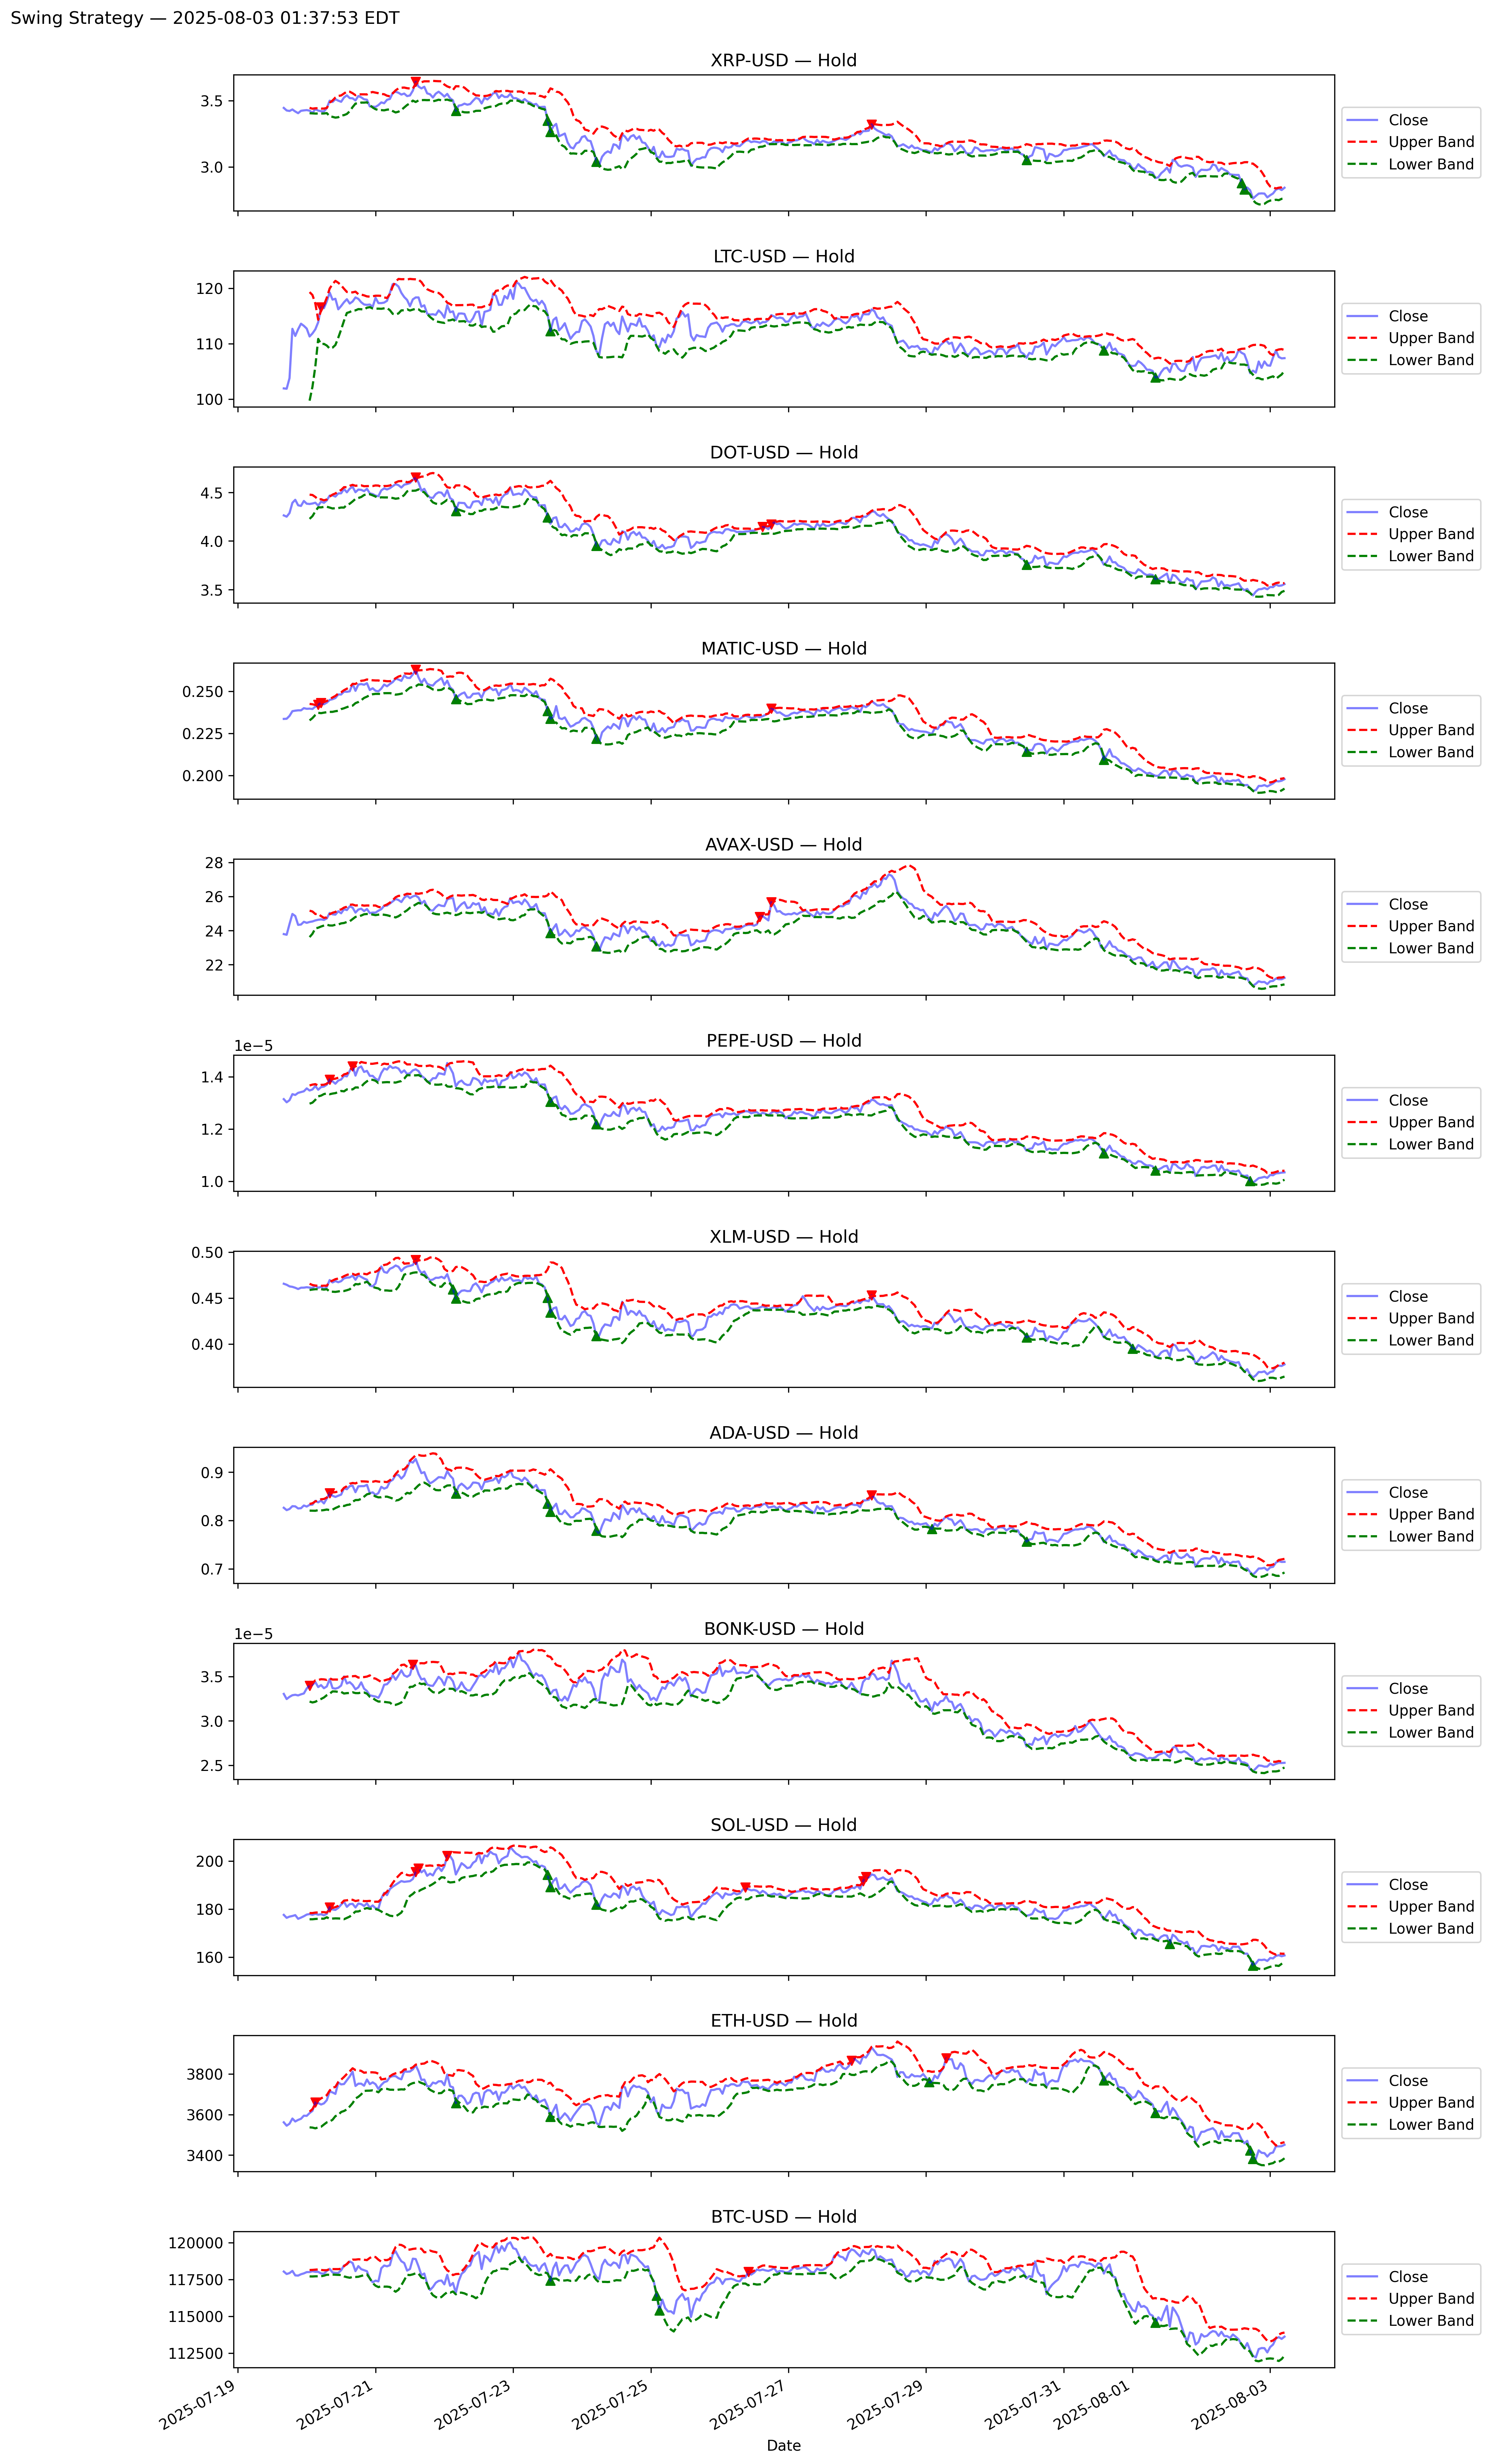 Swing Strategy — 2025-08-03 01:37:53 EDT
XRP-USD — Hold
3.5
3.0
Close
Upper Band
Lower Band
LTC-USD — Hold
120
110
100
Close
Upper Band
Lower Band
DOT-USD — Hold
4.5
4.0
3.5
Close
Upper Band
Lower Band
MATIC-USD — Hold
0.250
0.225
0.200
Close
Upper Band
Lower Band
AVAX-USD — Hold
28
26
24
22
Close
Upper Band
Lower Band
PEPE-USD — Hold
1e−5
1.4
1.2
1.0
Close
Upper Band
Lower Band
XLM-USD — Hold
0.50
0.45
0.40
Close
Upper Band
Lower Band
ADA-USD — Hold
0.9
0.8
0.7
Close
Upper Band
Lower Band
BONK-USD — Hold
1e−5
3.5
3.0
2.5
Close
Upper Band
Lower Band
SOL-USD — Hold
200
180
160
Close
Upper Band
Lower Band
ETH-USD — Hold
3800
3600
3400
Close
Upper Band
Lower Band
BTC-USD — Hold
120000
117500
115000
112500
Close
Upper Band
Lower Band
2025-07-19
2025-07-21
2025-07-23
2025-07-25
2025-07-27
2025-07-29
2025-07-31
2025-08-01
2025-08-03
Date